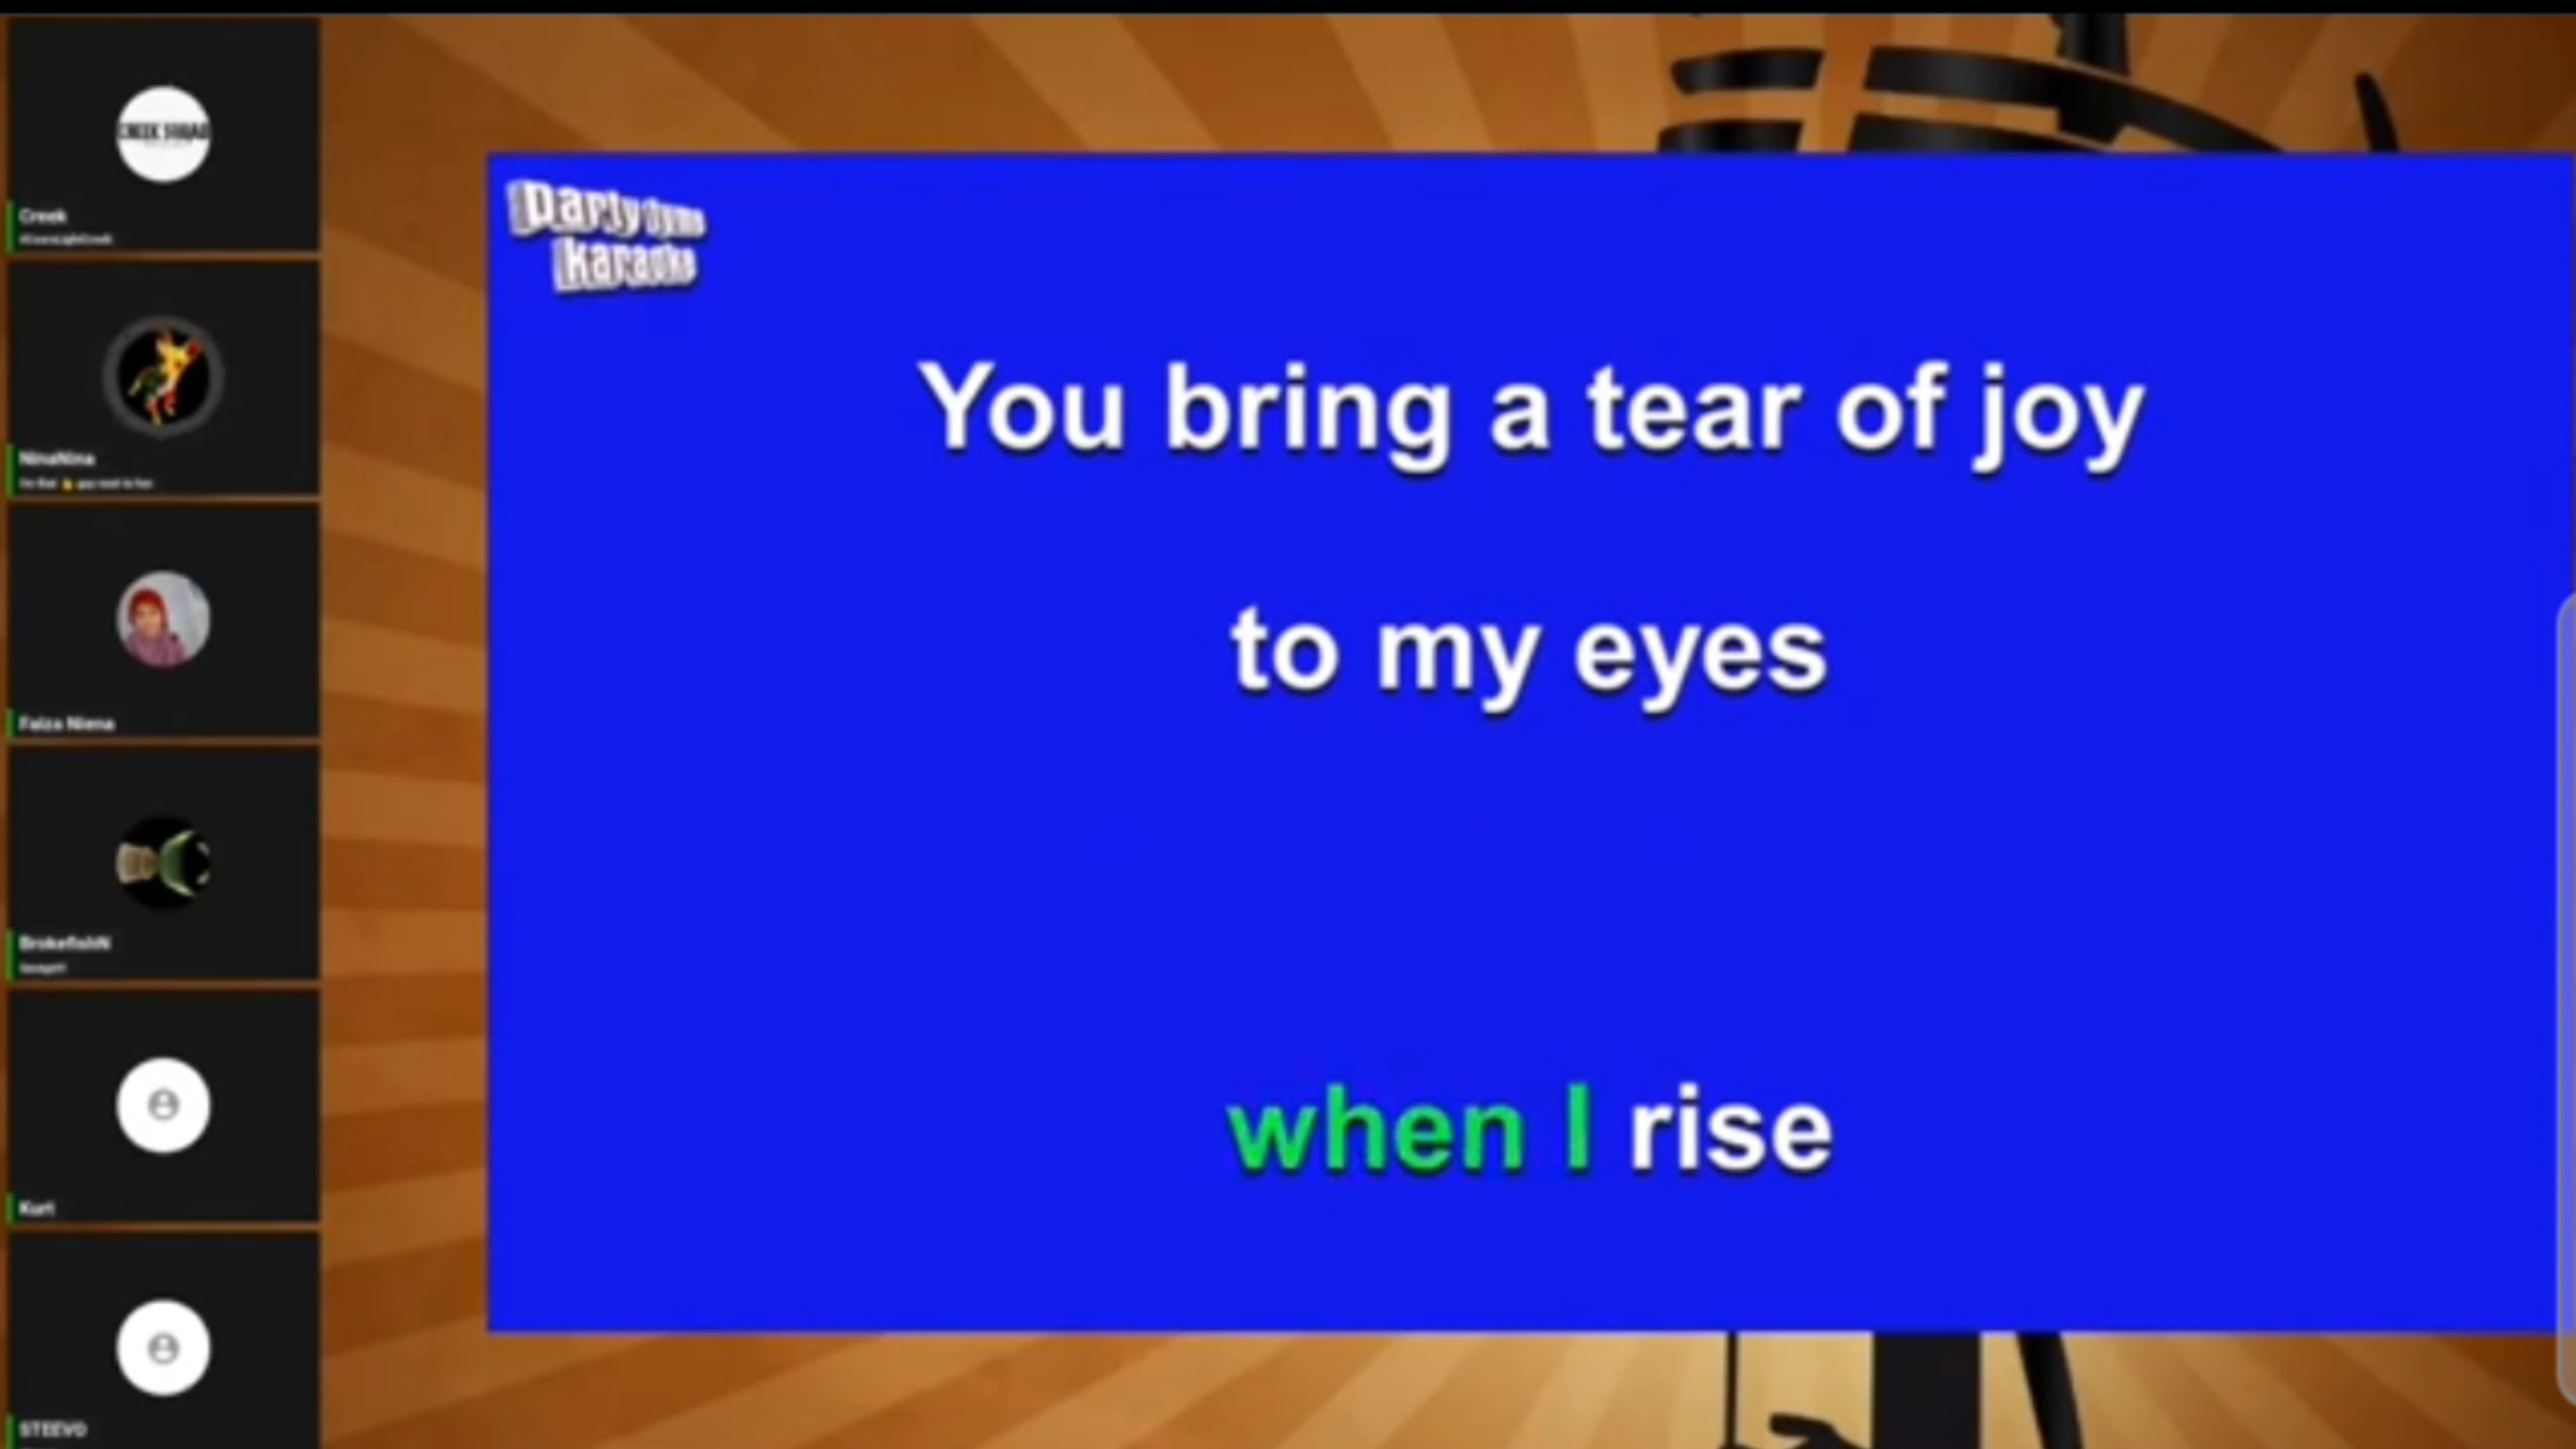 Creek
NinaNina
Faiza Niena
BrokefishN
Kurt
STEEVO
party tyme
karaoke
You bring a tear of joy
to my eyes
when I rise